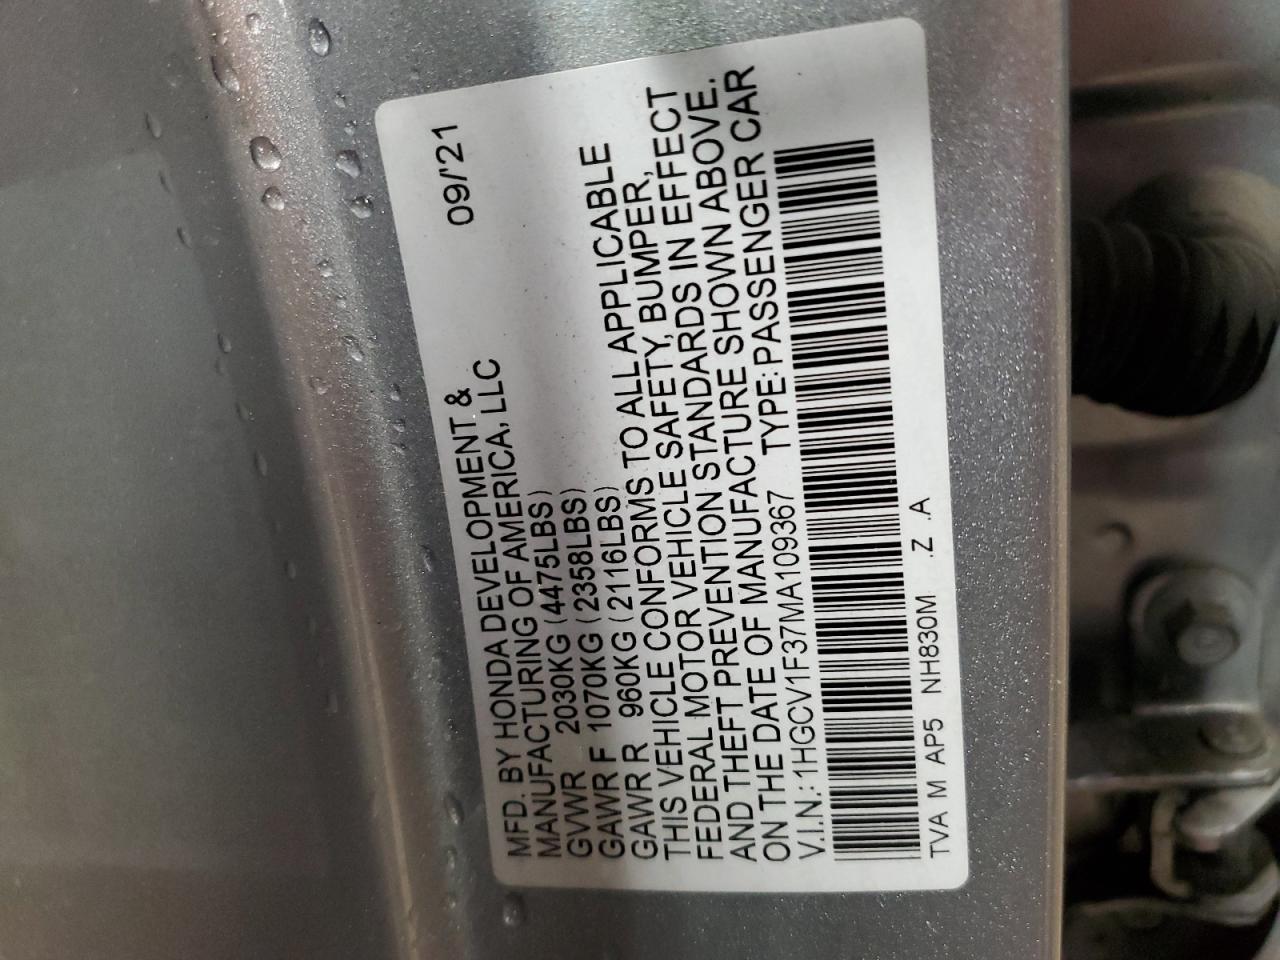 MFD. BY HONDA DEVELOPMENT & 09/'21
MANUFACTURING OF AMERICA, LLC
GVWR 2030KG (4475LBS)
GAWR F 1070KG (2358LBS)
GAWR R 960KG (2116LBS)
THIS VEHICLE CONFORMS TO ALL APPLICABLE
FEDERAL MOTOR VEHICLE SAFETY, BUMPER,
AND THEFT PREVENTION STANDARDS IN EFFECT
ON THE DATE OF MANUFACTURE SHOWN ABOVE.
V.I.N.: 1HGCV1F37MA109367 TYPE: PASSENGER CAR
TVA M AP5 NH830M .Z .A